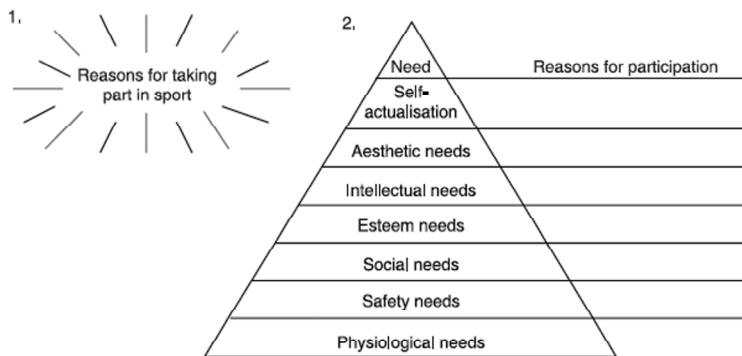 1.
Reasons for taking
part in sport
2.
Need
Reasons for participation
Self-
actualisation
Aesthetic needs
Intellectual needs
Esteem needs
Social needs
Safety needs
Physiological needs